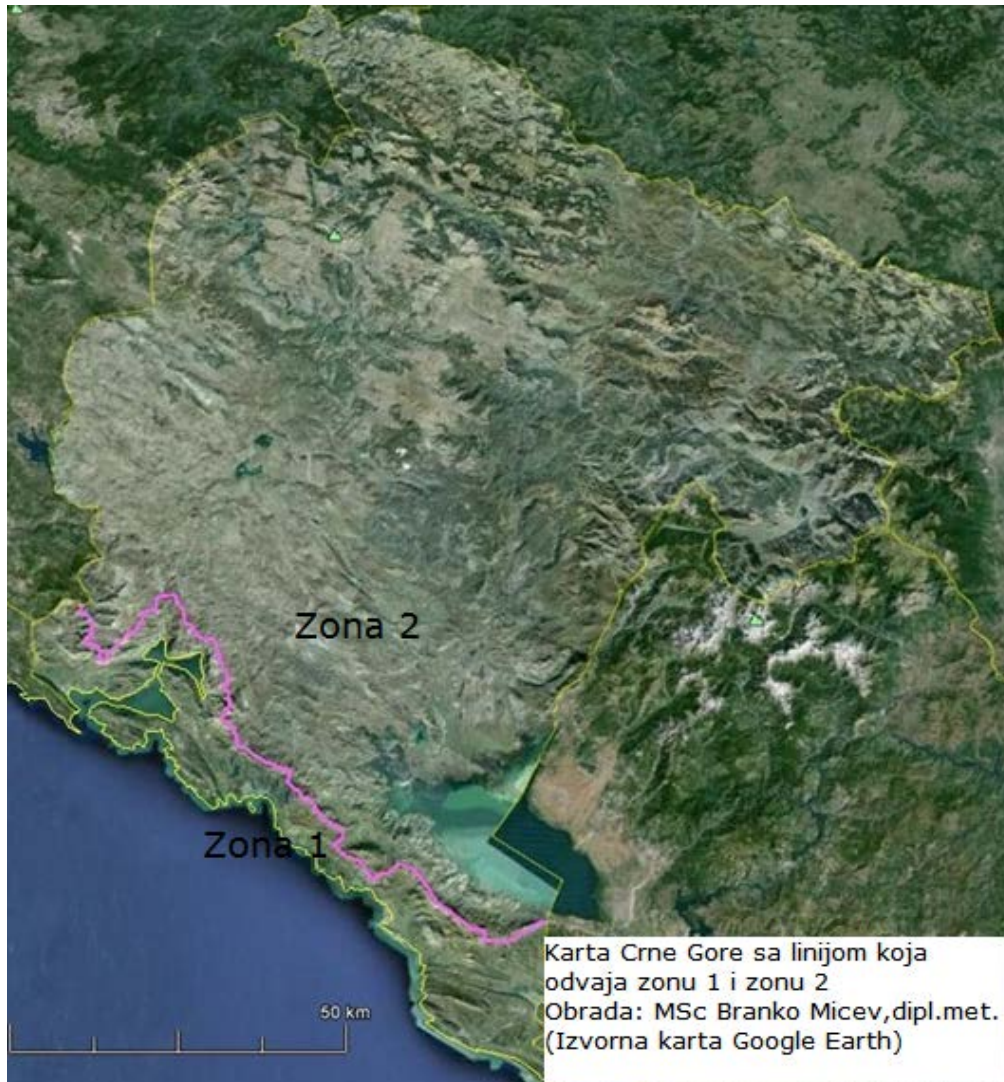 Zona 2
Zona 1
50 km
Karta Crne Gore sa linijom koja
odvaja zonu 1 i zonu 2
Obrada: MSc Branko Micev,dipl.met.
(Izvorna karta Google Earth)